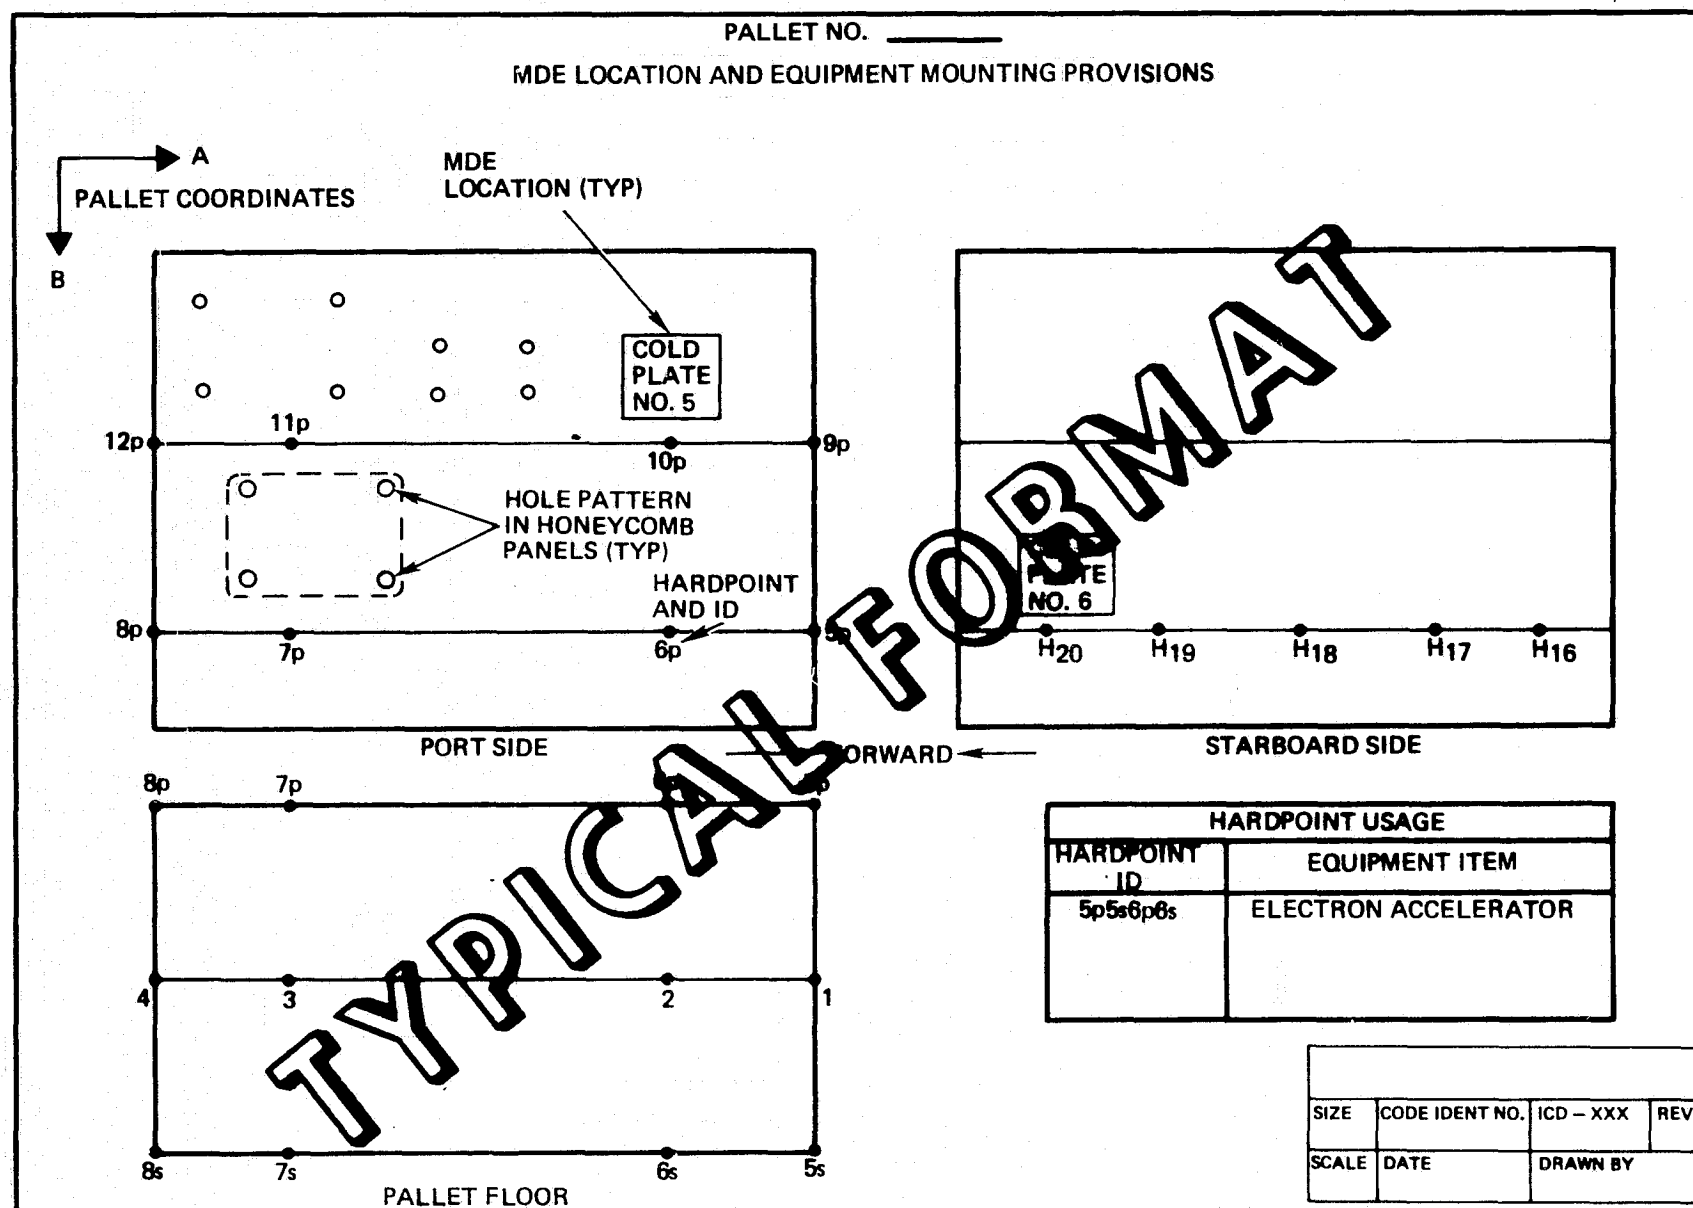 PALLET NO.
MDE LOCATION AND EQUIPMENT MOUNTING PROVISIONS
A
PALLET COORDINATES
B
MDE
LOCATION (TYP)
COLD
PLATE
NO. 5
12p
11p
10p
9p
HOLE PATTERN
IN HONEYCOMB
PANELS (TYP)
HARDPOINT
AND ID
8p
7p
6p
5p
PORT SIDE
PLATE
NO. 6
H20
H19
H18
H17
H16
STARBOARD SIDE
FORWARD
TYPICAL FORMAT
8p
7p
4
3
2
1
8s
7s
6s
5s
PALLET FLOOR
HARDPOINT USAGE
HARDPOINT
ID
EQUIPMENT ITEM
5p5s6p6s
ELECTRON ACCELERATOR
SIZE
CODE IDENT NO.
ICD – XXX
REV
SCALE
DATE
DRAWN BY